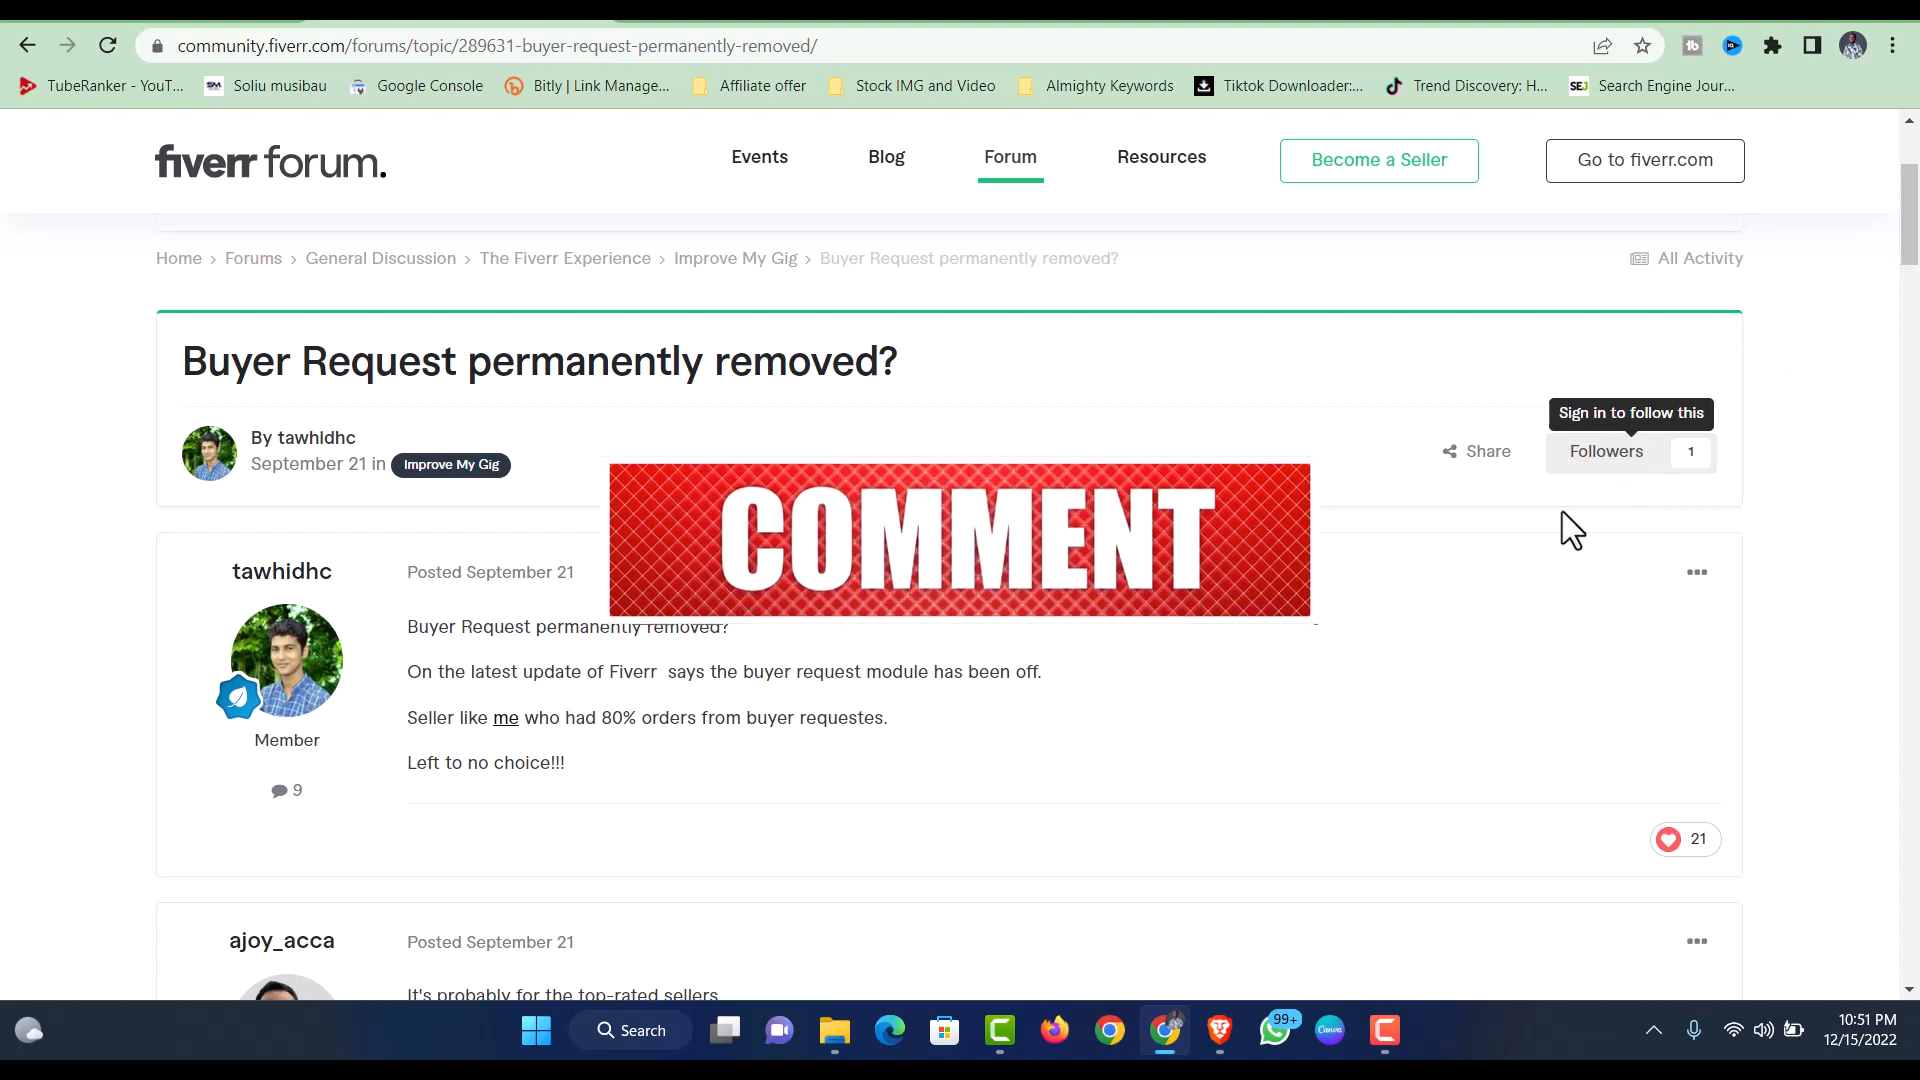 community.fiverr.com/forums/topic/289631-buyer-request-permanently-removed/
TubeRanker - YouT...
Soliu musibau
Google Console
Bitly | Link Manage...
Affiliate offer
Stock IMG and Video
Almighty Keywords
Tiktok Downloader:...
Trend Discovery: H...
SEJ
Search Engine Jour...
fiverr forum.
Events
Blog
Forum
Resources
Become a Seller
Go to fiverr.com
Home › Forums › General Discussion › The Fiverr Experience › Improve My Gig › Buyer Request permanently removed?
All Activity
Buyer Request permanently removed?
Sign in to follow this
By tawhidhc
September 21 in Improve My Gig
Share
Followers 1
COMMENT
tawhidhc
Posted September 21
Buyer Request permanently removed?
On the latest update of Fiverr  says the buyer request module has been off.
Seller like me who had 80% orders from buyer requestes.
Left to no choice!!!
Member
9
21
ajoy_acca
Posted September 21
It's probably for the top-rated sellers
Search
99+
Canva
10:51 PM
12/15/2022